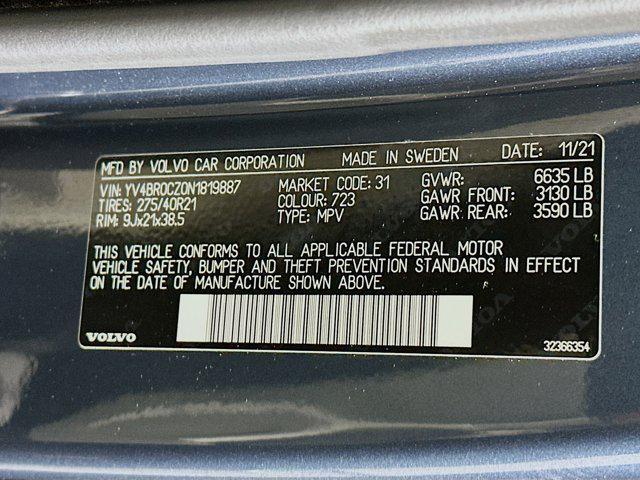 MFD BY VOLVO CAR CORPORATION MADE IN SWEDEN DATE: 11/21
VIN: YV4BR0CZ0N1819887 MARKET CODE: 31 GVWR: 6635 LB
TIRES: 275/40R21 COLOUR: 723 GAWR FRONT: 3130 LB
RIM: 9Jx21x38.5 TYPE: MPV GAWR REAR: 3590 LB
THIS VEHICLE CONFORMS TO ALL APPLICABLE FEDERAL MOTOR
VEHICLE SAFETY, BUMPER AND THEFT PREVENTION STANDARDS IN EFFECT
ON THE DATE OF MANUFACTURE SHOWN ABOVE.
VOLVO 32366354